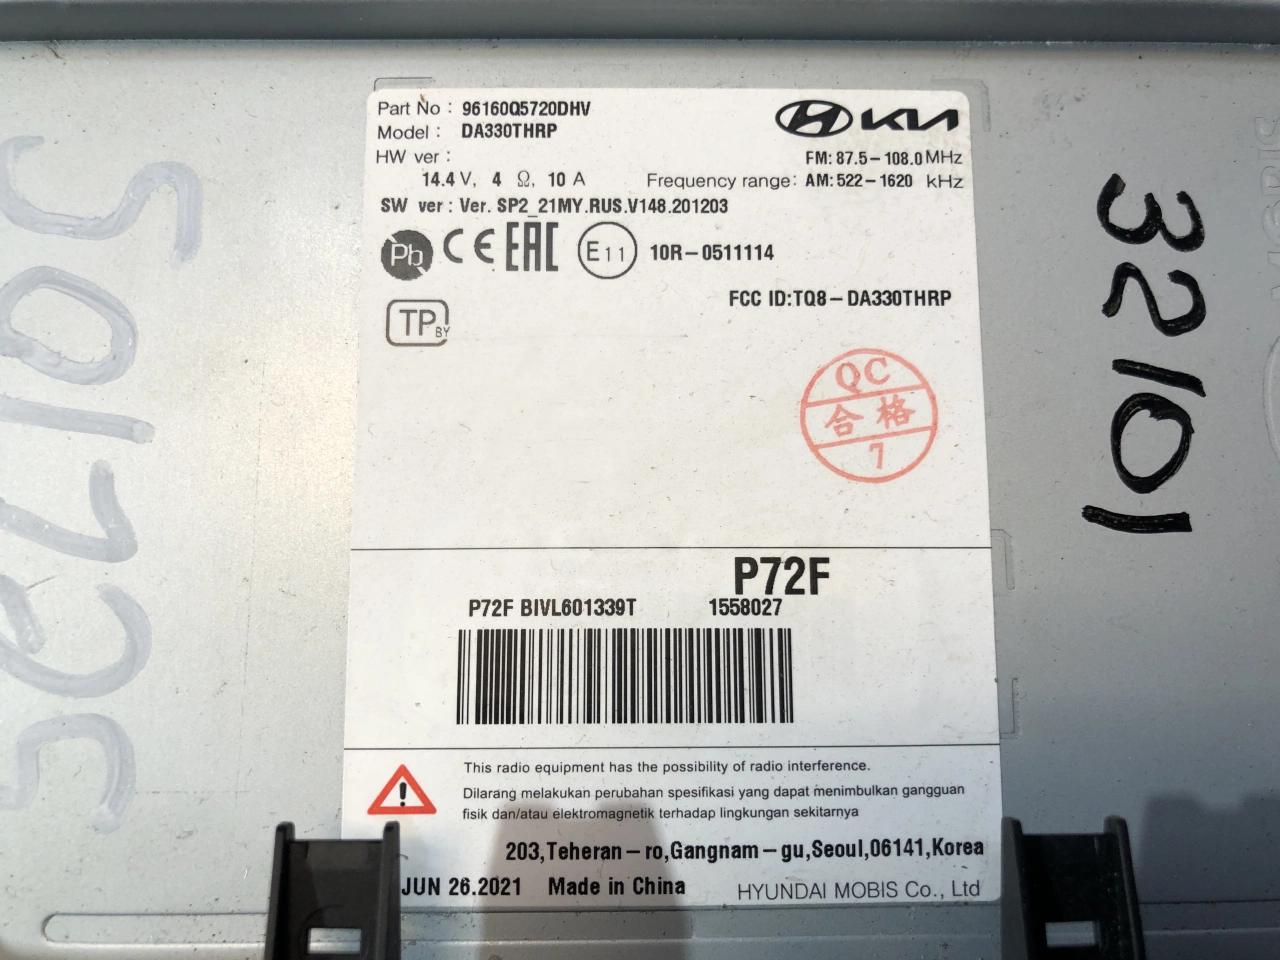 Part No : 96160Q5720DHV
Model : DA330THRP
HW ver :
14.4 V, 4 Ω, 10 A
SW ver : Ver. SP2_21MY.RUS.V148.201203
HYUNDAI KIA
FM: 87.5-108.0 MHz
Frequency range: AM: 522-1620 kHz
Pb CE EAC E11 10R-0511114
FCC ID:TQ8-DA330THRP
TP BY
QC
合格
7
P72F
P72F BIVL601339T 1558027
This radio equipment has the possibility of radio interference.
Dilarang melakukan perubahan spesifikasi yang dapat menimbulkan gangguan
fisik dan/atau elektromagnetik terhadap lingkungan sekitarnya
203,Teheran-ro,Gangnam-gu,Seoul,06141,Korea
JUN 26.2021 Made in China HYUNDAI MOBIS Co., Ltd
32101